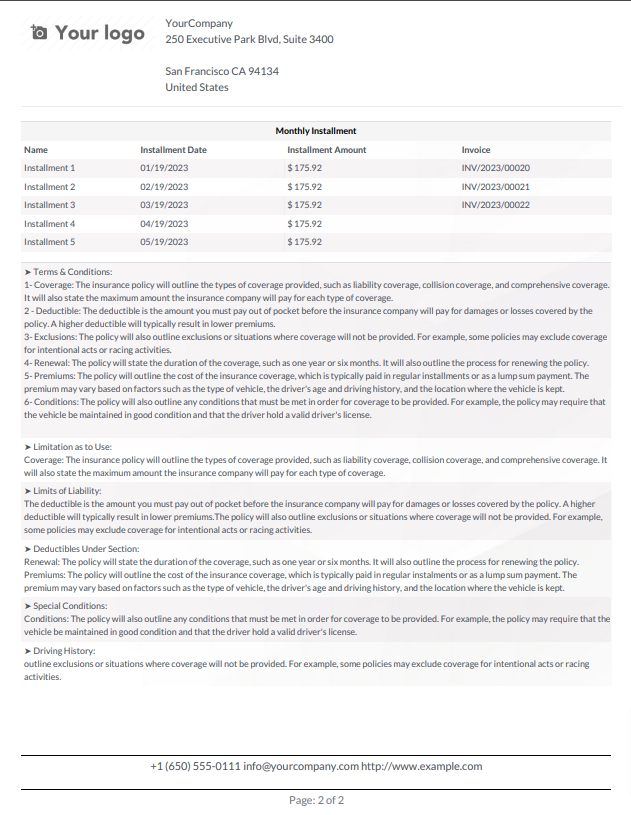 Your logo
YourCompany
250 Executive Park Blvd, Suite 3400
San Francisco CA 94134
United States
Monthly Installment
Name Installment Date Installment Amount Invoice
Installment 1 01/19/2023 $ 175.92 INV/2023/00020
Installment 2 02/19/2023 $ 175.92 INV/2023/00021
Installment 3 03/19/2023 $ 175.92 INV/2023/00022
Installment 4 04/19/2023 $ 175.92
Installment 5 05/19/2023 $ 175.92
➤ Terms & Conditions:
1- Coverage: The insurance policy will outline the types of coverage provided, such as liability coverage, collision coverage, and comprehensive coverage.
It will also state the maximum amount the insurance company will pay for each type of coverage.
2 - Deductible: The deductible is the amount you must pay out of pocket before the insurance company will pay for damages or losses covered by the
policy. A higher deductible will typically result in lower premiums.
3- Exclusions: The policy will also outline exclusions or situations where coverage will not be provided. For example, some policies may exclude coverage
for intentional acts or racing activities.
4- Renewal: The policy will state the duration of the coverage, such as one year or six months. It will also outline the process for renewing the policy.
5- Premiums: The policy will outline the cost of the insurance coverage, which is typically paid in regular installments or as a lump sum payment. The
premium may vary based on factors such as the type of vehicle, the driver's age and driving history, and the location where the vehicle is kept.
6- Conditions: The policy will also outline any conditions that must be met in order for coverage to be provided. For example, the policy may require that
the vehicle be maintained in good condition and that the driver hold a valid driver's license.
➤ Limitation as to Use:
Coverage: The insurance policy will outline the types of coverage provided, such as liability coverage, collision coverage, and comprehensive coverage. It
will also state the maximum amount the insurance company will pay for each type of coverage.
➤ Limits of Liability:
The deductible is the amount you must pay out of pocket before the insurance company will pay for damages or losses covered by the policy. A higher
deductible will typically result in lower premiums.The policy will also outline exclusions or situations where coverage will not be provided. For example,
some policies may exclude coverage for intentional acts or racing activities.
➤ Deductibles Under Section:
Renewal: The policy will state the duration of the coverage, such as one year or six months. It will also outline the process for renewing the policy.
Premiums: The policy will outline the cost of the insurance coverage, which is typically paid in regular instalments or as a lump sum payment. The
premium may vary based on factors such as the type of vehicle, the driver's age and driving history, and the location where the vehicle is kept.
➤ Special Conditions:
Conditions: The policy will also outline any conditions that must be met in order for coverage to be provided. For example, the policy may require that the
vehicle be maintained in good condition and that the driver hold a valid driver's license.
➤ Driving History:
outline exclusions or situations where coverage will not be provided. For example, some policies may exclude coverage for intentional acts or racing
activities.
+1 (650) 555-0111 info@yourcompany.com http://www.example.com
Page: 2 of 2